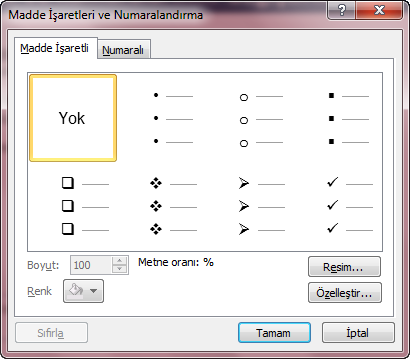 Madde İşaretleri ve Numaralandırma
Madde İşaretli Numaralı
Yok
Boyut: 100 Metne oranı: %
Resim...
Renk
Özelleştir...
Sıfırla Tamam İptal